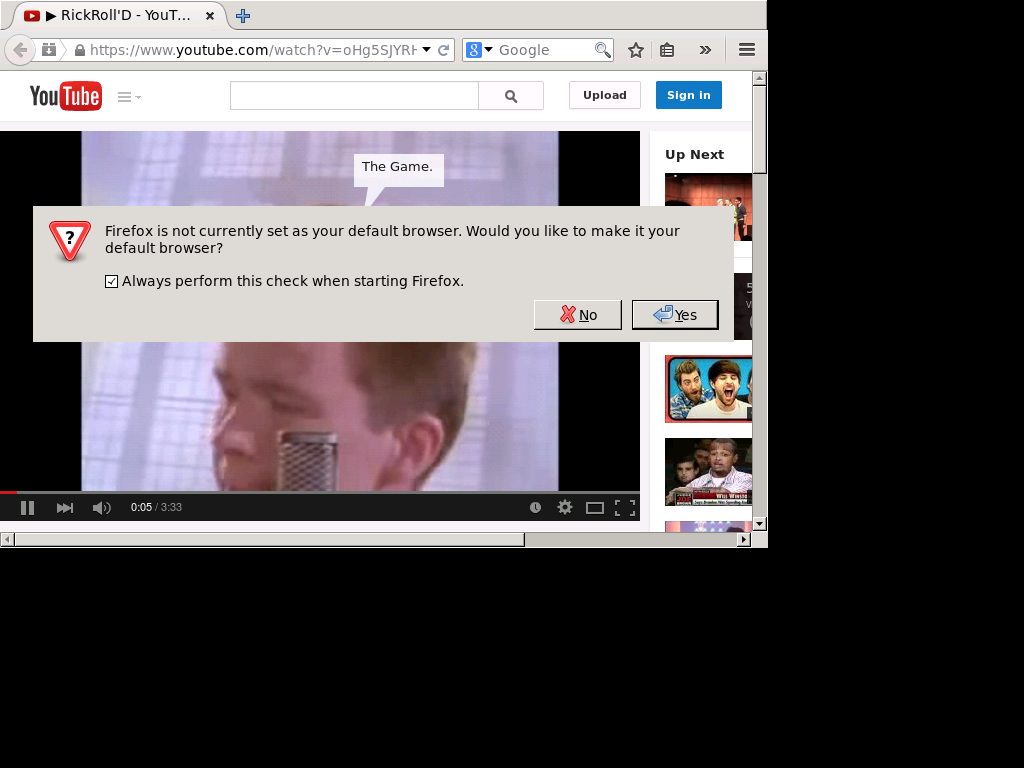 ▶ RickRoll'D - YouT...
https://www.youtube.com/watch?v=oHg5SJYRH
Google
YouTube
Upload
Sign in
The Game.
Up Next
Firefox is not currently set as your default browser. Would you like to make it your
default browser?
Always perform this check when starting Firefox.
No
Yes
0:05 / 3:33